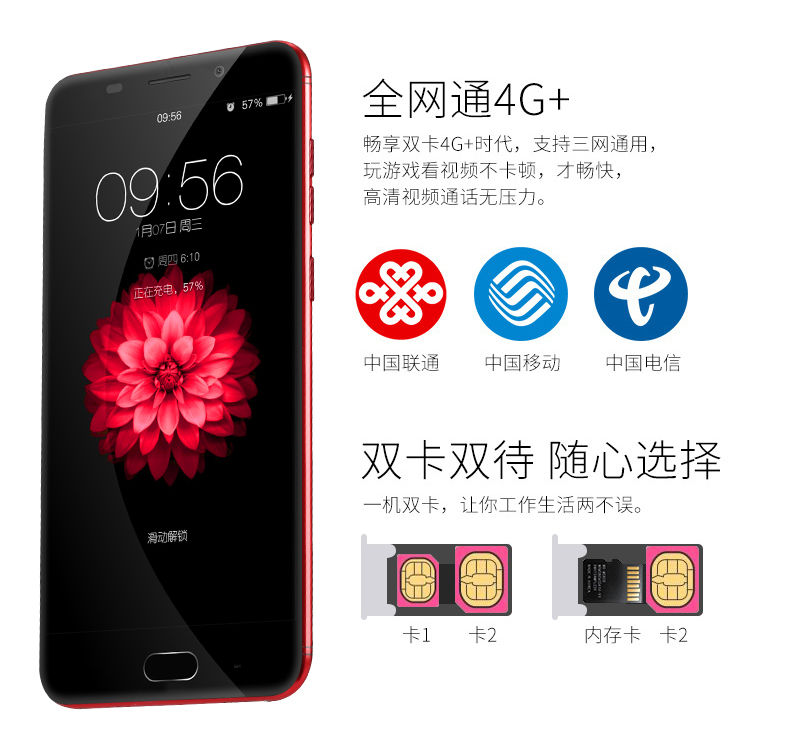 09:56
57%
09:56
1月07日 周三
周四 6:10
正在充电，57%
滑动解锁
全网通4G+
畅享双卡4G+时代，支持三网通用，
玩游戏看视频不卡顿，才畅快，
高清视频通话无压力。
中国联通 中国移动 中国电信
双卡双待 随心选择
一机双卡，让你工作生活两不误。
卡1 卡2 内存卡 卡2